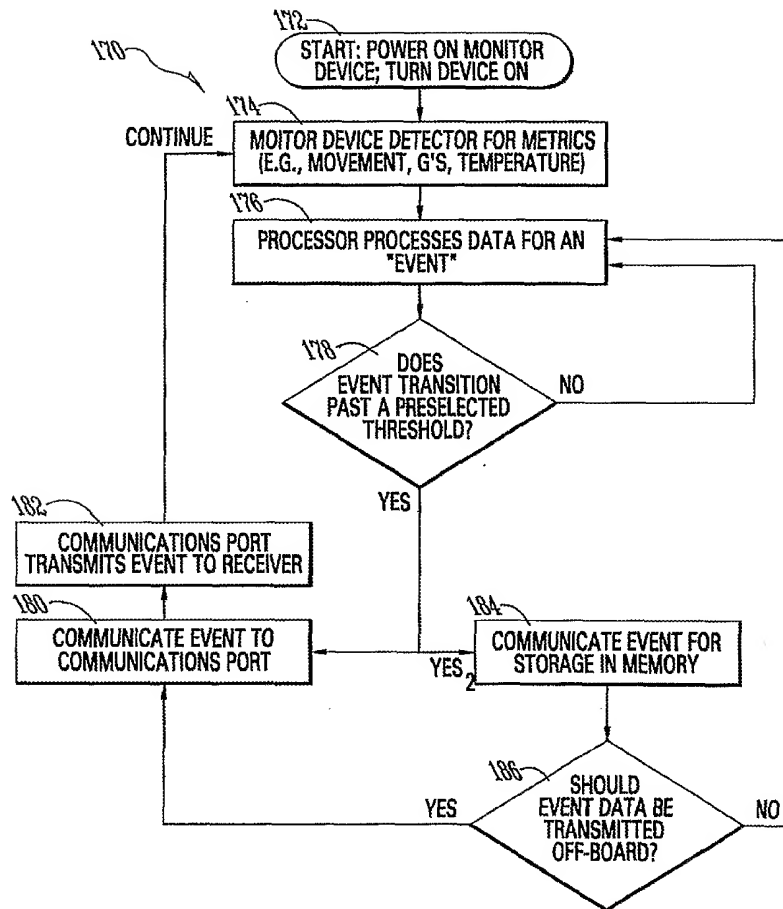 170
172
START: POWER ON MONITOR
DEVICE; TURN DEVICE ON
174
CONTINUE
MOITOR DEVICE DETECTOR FOR METRICS
(E.G., MOVEMENT, G'S, TEMPERATURE)
176
PROCESSOR PROCESSES DATA FOR AN
"EVENT"
178
DOES
EVENT TRANSITION
PAST A PRESELECTED
THRESHOLD?
NO
YES
182
COMMUNICATIONS PORT
TRANSMITS EVENT TO RECEIVER
180
COMMUNICATE EVENT TO
COMMUNICATIONS PORT
YES2
184
COMMUNICATE EVENT FOR
STORAGE IN MEMORY
186
SHOULD
EVENT DATA BE
TRANSMITTED
OFF-BOARD?
YES
NO